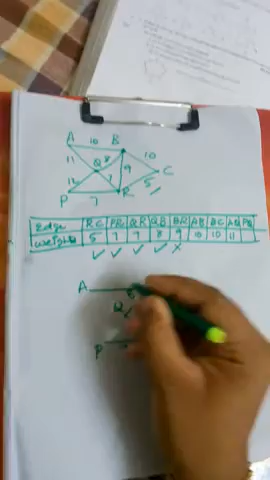 A 10 B
11 Q 8 9 10 C
12 7 5 ✓
P 7 R
Edge RC PR QR QB BR AB BC AQ PQ
Weight 5 7 7 8 9 10 10 11
✓ ✓ ✓ ✓ ✗
A
Q
P